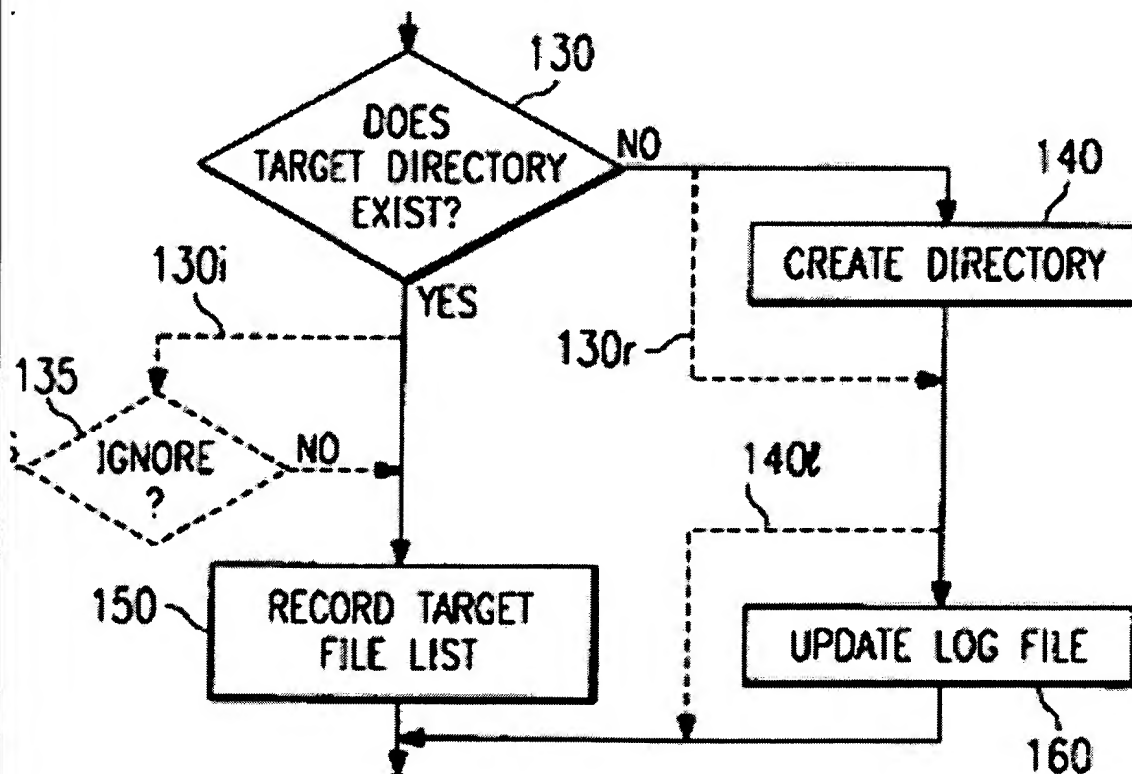 130
DOES
TARGET DIRECTORY
EXIST?
NO
140
CREATE DIRECTORY
130i
YES
130r
135
IGNORE
?
NO
140ℓ
150
RECORD TARGET
FILE LIST
UPDATE LOG FILE
160